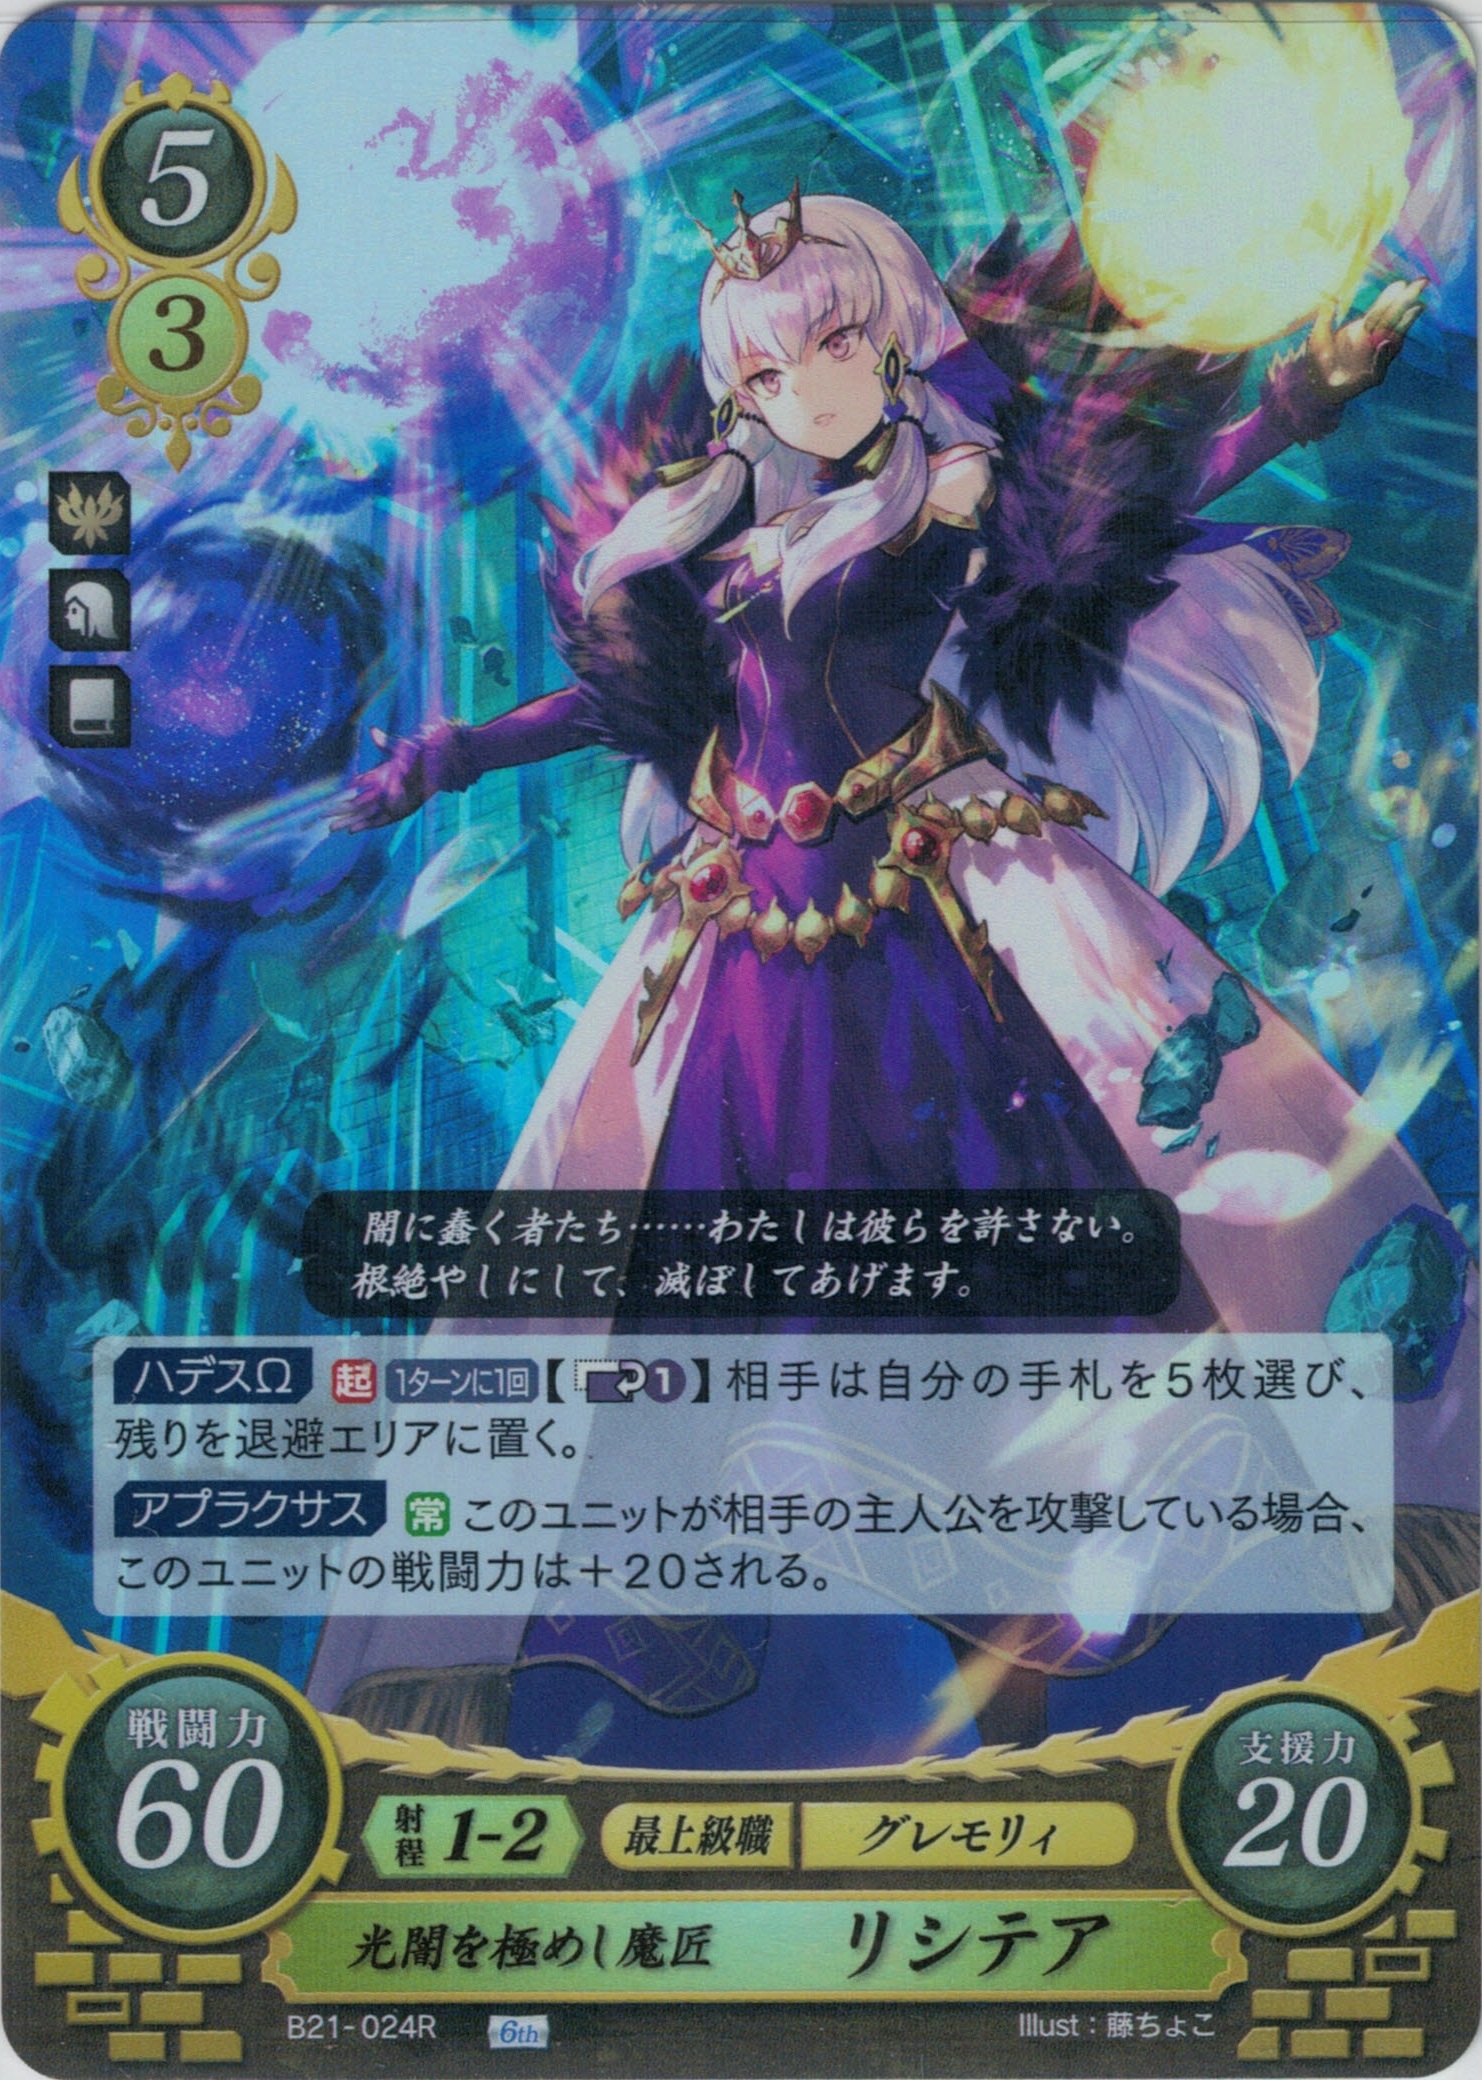 5
3
闇に蠢く者たち……わたしは彼らを許さない。
根絶やしにして、滅ぼしてあげます。
ハデスΩ 起 1ターンに1回【1】相手は自分の手札を5枚選び、
残りを退避エリアに置く。
アプラクサス 常 このユニットが相手の主人公を攻撃している場合、
このユニットの戦闘力は+20される。
戦闘力
60
射程 1-2
最上級職
グレモリィ
支援力
20
光闇を極めし魔匠 リシテア
B21-024R
6th
Illust：藤ちょこ